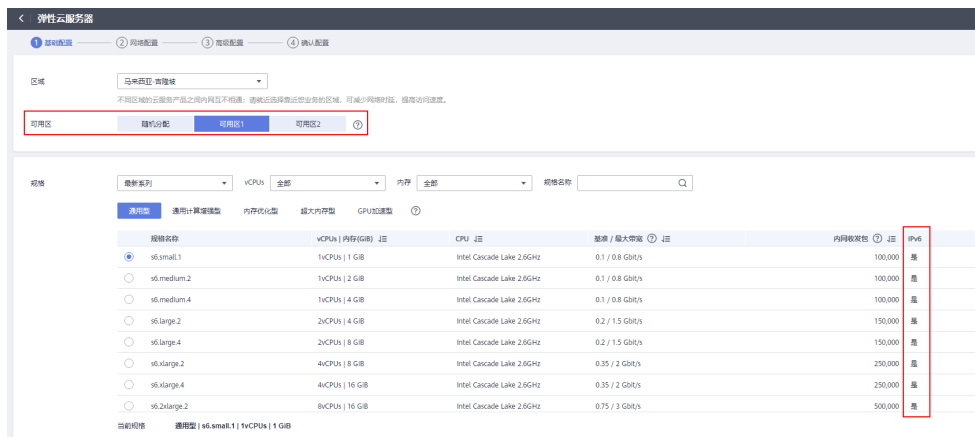 弹性云服务器
1 基础配置 2 网络配置 3 高级配置 4 确认配置
区域 马来西亚-吉隆坡
不同区域的云服务产品之间内网互不相通；请就近选择靠近您业务的区域，可减少网络时延，提高访问速度。
可用区 随机分配 可用区1 可用区2 ?
规格 最新系列 vCPUs 全部 内存 全部 规格名称
通用型 通用计算增强型 内存优化型 超大内存型 GPU加速型 ?
规格名称 vCPUs | 内存(GiB) CPU 基准 / 最大带宽 ? 内网收发包 ? IPv6
s6.small.1 1vCPUs | 1 GiB Intel Cascade Lake 2.6GHz 0.1 / 0.8 Gbit/s 100,000 是
s6.medium.2 1vCPUs | 2 GiB Intel Cascade Lake 2.6GHz 0.1 / 0.8 Gbit/s 100,000 是
s6.medium.4 1vCPUs | 4 GiB Intel Cascade Lake 2.6GHz 0.1 / 0.8 Gbit/s 100,000 是
s6.large.2 2vCPUs | 4 GiB Intel Cascade Lake 2.6GHz 0.2 / 1.5 Gbit/s 150,000 是
s6.large.4 2vCPUs | 8 GiB Intel Cascade Lake 2.6GHz 0.2 / 1.5 Gbit/s 150,000 是
s6.xlarge.2 4vCPUs | 8 GiB Intel Cascade Lake 2.6GHz 0.35 / 2 Gbit/s 250,000 是
s6.xlarge.4 4vCPUs | 16 GiB Intel Cascade Lake 2.6GHz 0.35 / 2 Gbit/s 250,000 是
s6.2xlarge.2 8vCPUs | 16 GiB Intel Cascade Lake 2.6GHz 0.75 / 3 Gbit/s 500,000 是
当前规格 通用型 | s6.small.1 | 1vCPUs | 1 GiB